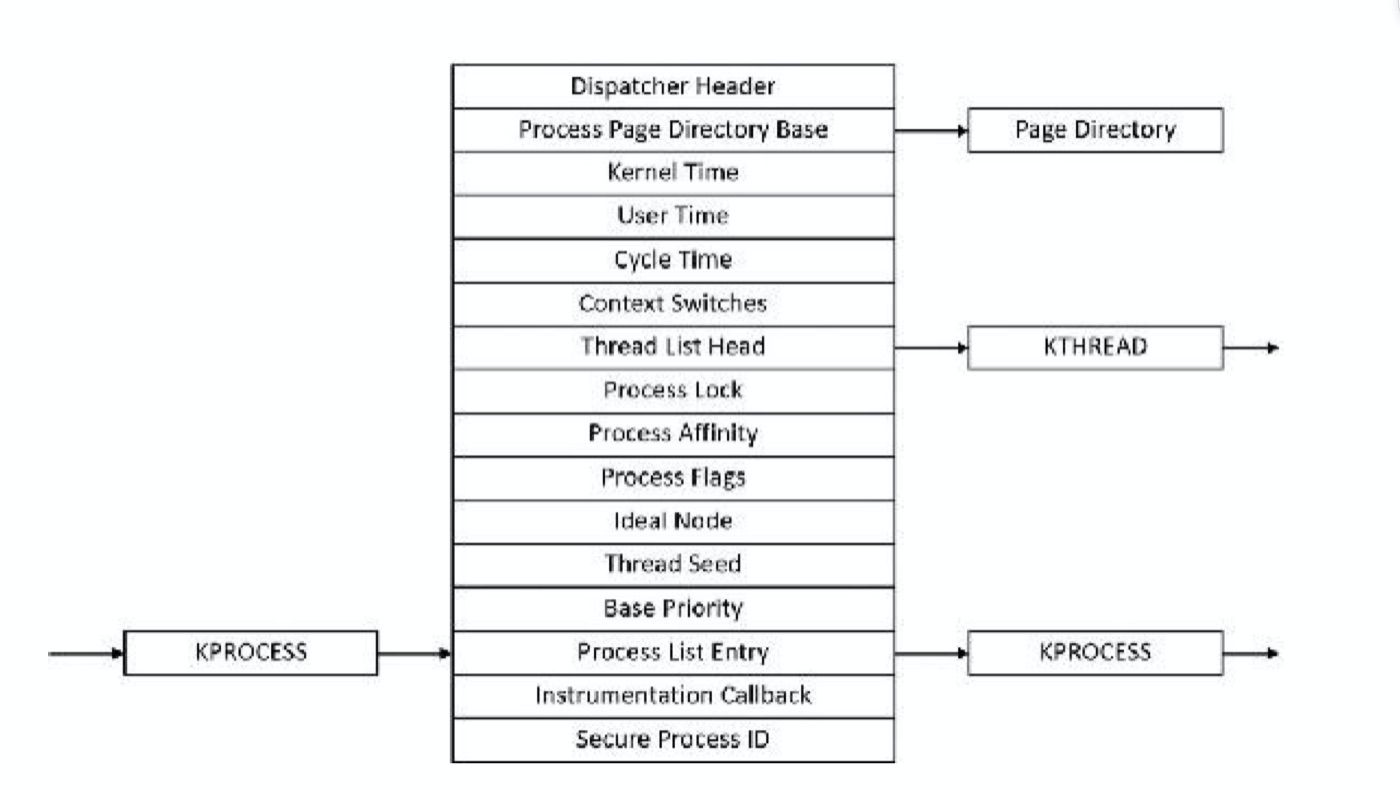 Dispatcher Header
Process Page Directory Base
Page Directory
Kernel Time
User Time
Cycle Time
Context Switches
Thread List Head
KTHREAD
Process Lock
Process Affinity
Process Flags
Ideal Node
Thread Seed
Base Priority
KPROCESS
Process List Entry
KPROCESS
Instrumentation Callback
Secure Process ID